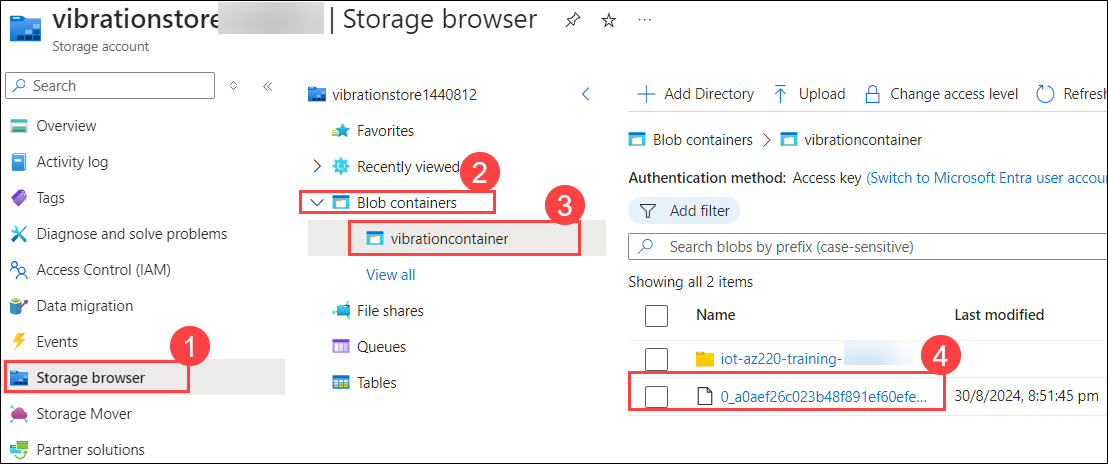 vibrationstore | Storage browser
Storage account
Search
Overview
Activity log
Tags
Diagnose and solve problems
Access Control (IAM)
Data migration
Events
1
Storage browser
Storage Mover
Partner solutions
vibrationstore1440812
Favorites
Recently viewed
2
Blob containers
3
vibrationcontainer
View all
File shares
Queues
Tables
Add Directory Upload Change access level Refresh
Blob containers > vibrationcontainer
Authentication method: Access key (Switch to Microsoft Entra user accou
Add filter
Search blobs by prefix (case-sensitive)
Showing all 2 items
Name Last modified
iot-az220-training-
4
0_a0aef26c023b48f891ef60efe... 30/8/2024, 8:51:45 pm